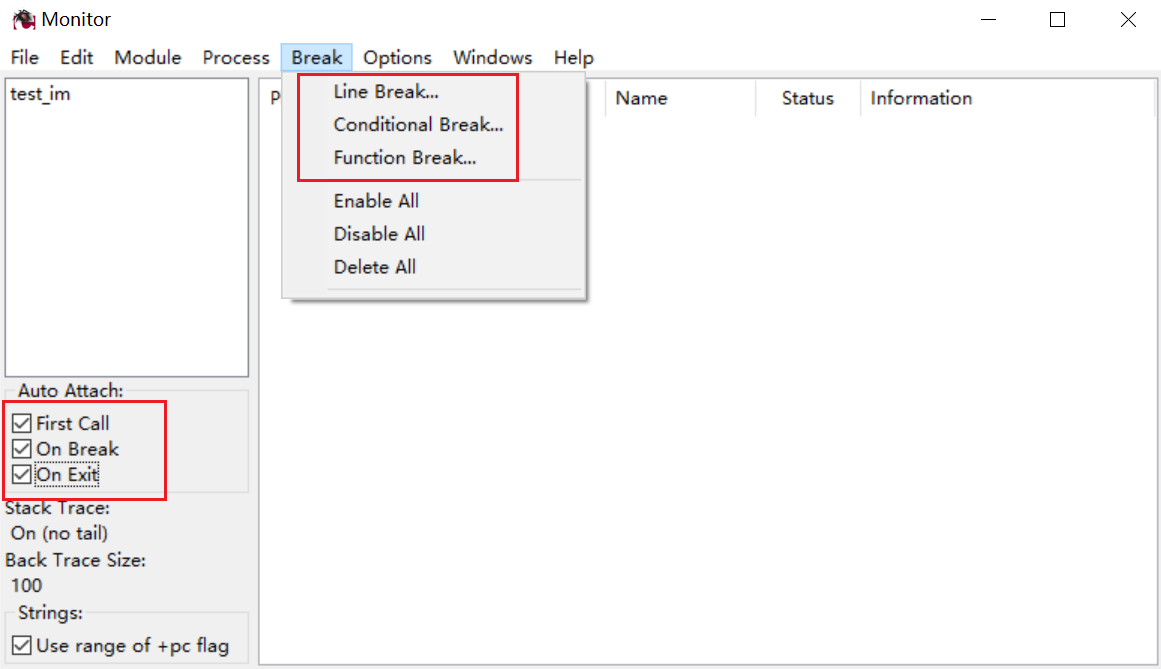 Monitor
File Edit Module Process Break Options Windows Help
test_im
P
Name Status Information
Line Break...
Conditional Break...
Function Break...
Enable All
Disable All
Delete All
Auto Attach:
First Call
On Break
On Exit
Stack Trace:
On (no tail)
Back Trace Size:
100
Strings:
Use range of +pc flag